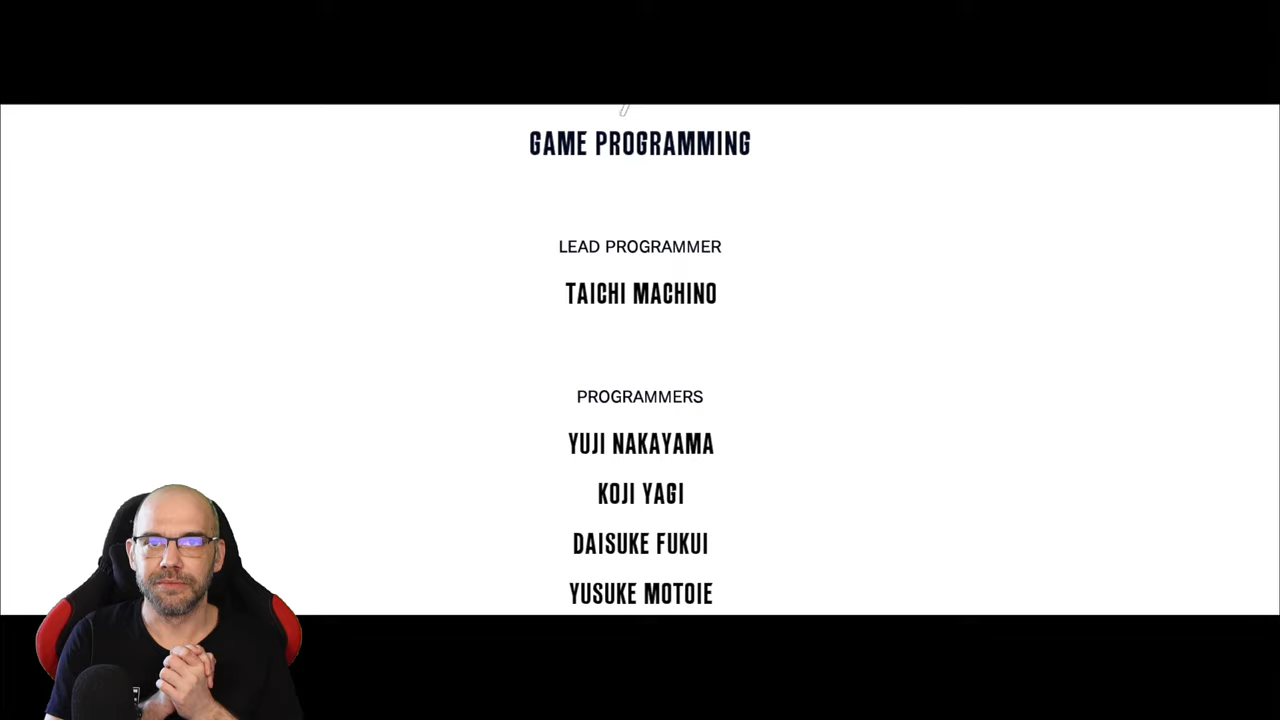 GAME PROGRAMMING
LEAD PROGRAMMER
TAICHI MACHINO
PROGRAMMERS
YUJI NAKAYAMA
KOJI YAGI
DAISUKE FUKUI
YUSUKE MOTOIE